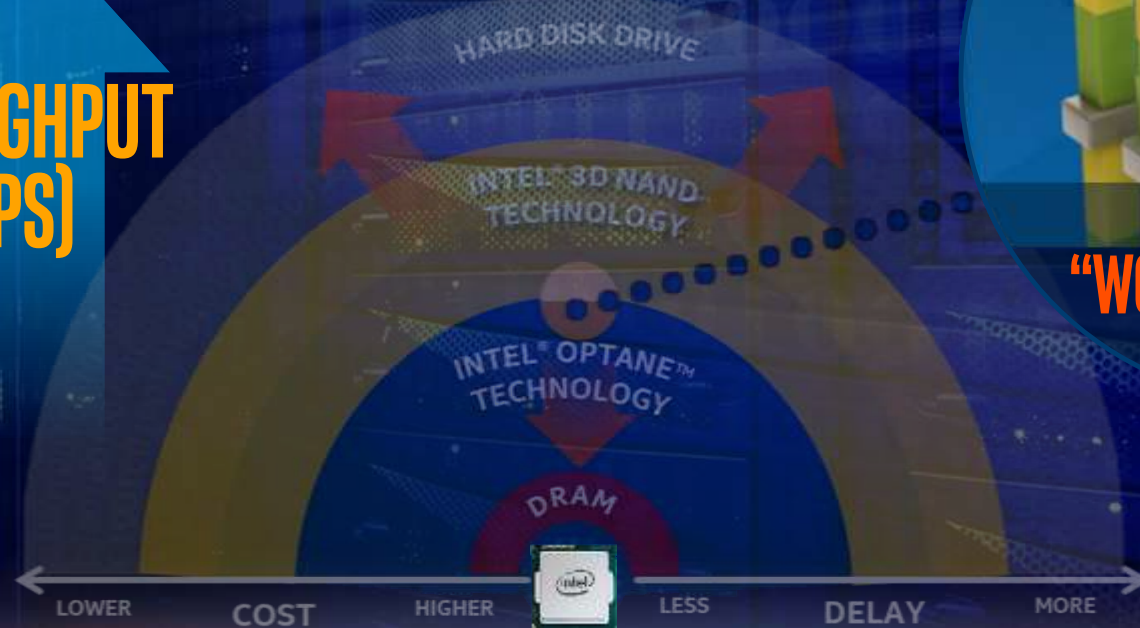 HARD DISK DRIVE
GHPUT
PS)
INTEL® 3D NAND
TECHNOLOGY
"WO
INTEL® OPTANE™
TECHNOLOGY
DRAM
intel
LOWER COST HIGHER LESS DELAY MORE